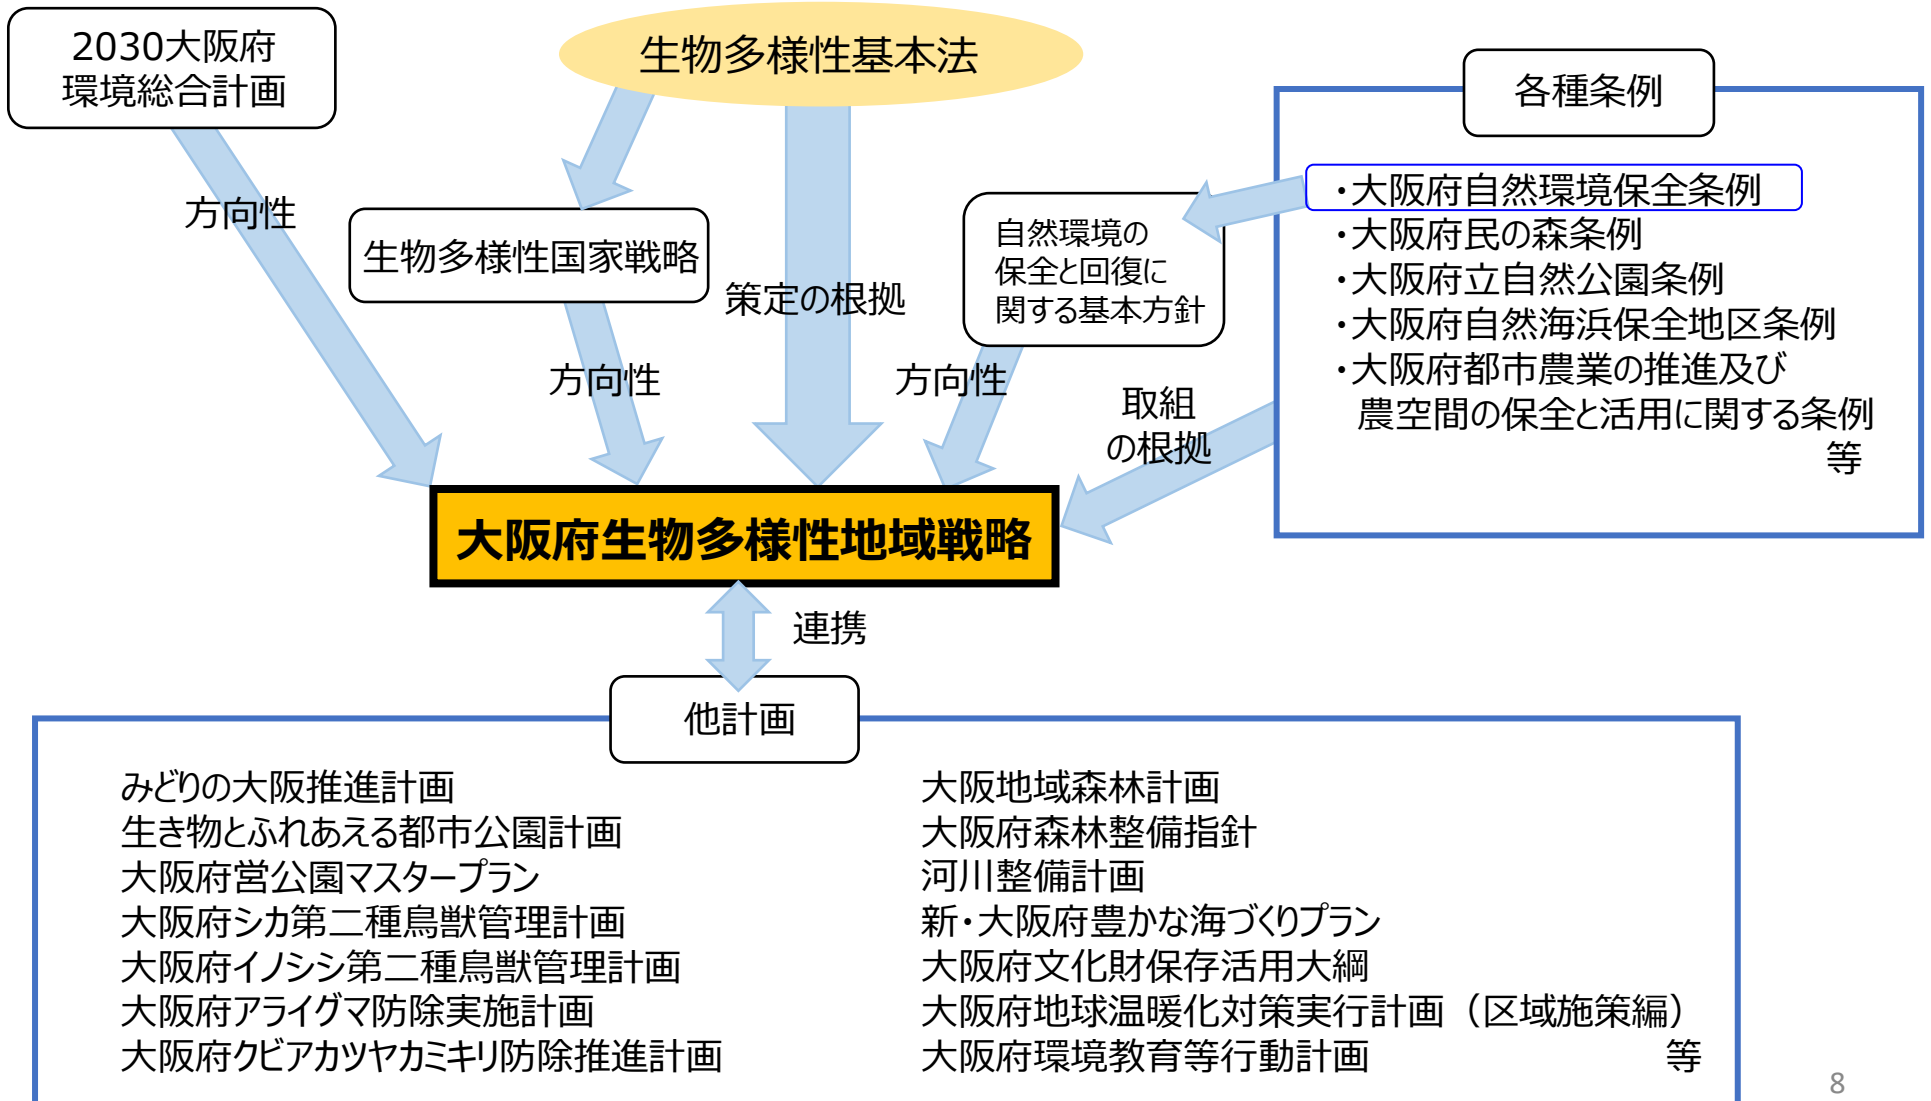 2030大阪府
環境総合計画
生物多様性基本法
各種条例
・大阪府自然環境保全条例
・大阪府民の森条例
・大阪府立自然公園条例
・大阪府自然海浜保全地区条例
・大阪府都市農業の推進及び
農空間の保全と活用に関する条例
等
方向性
生物多様性国家戦略
策定の根拠
自然環境の
保全と回復に
関する基本方針
方向性
方向性
取組
の根拠
大阪府生物多様性地域戦略
連携
他計画
みどりの大阪推進計画
生き物とふれあえる都市公園計画
大阪府営公園マスタープラン
大阪府シカ第二種鳥獣管理計画
大阪府イノシシ第二種鳥獣管理計画
大阪府アライグマ防除実施計画
大阪府クビアカツヤカミキリ防除推進計画
大阪地域森林計画
大阪府森林整備指針
河川整備計画
新・大阪府豊かな海づくりプラン
大阪府文化財保存活用大綱
大阪府地球温暖化対策実行計画（区域施策編）
大阪府環境教育等行動計画 等
8